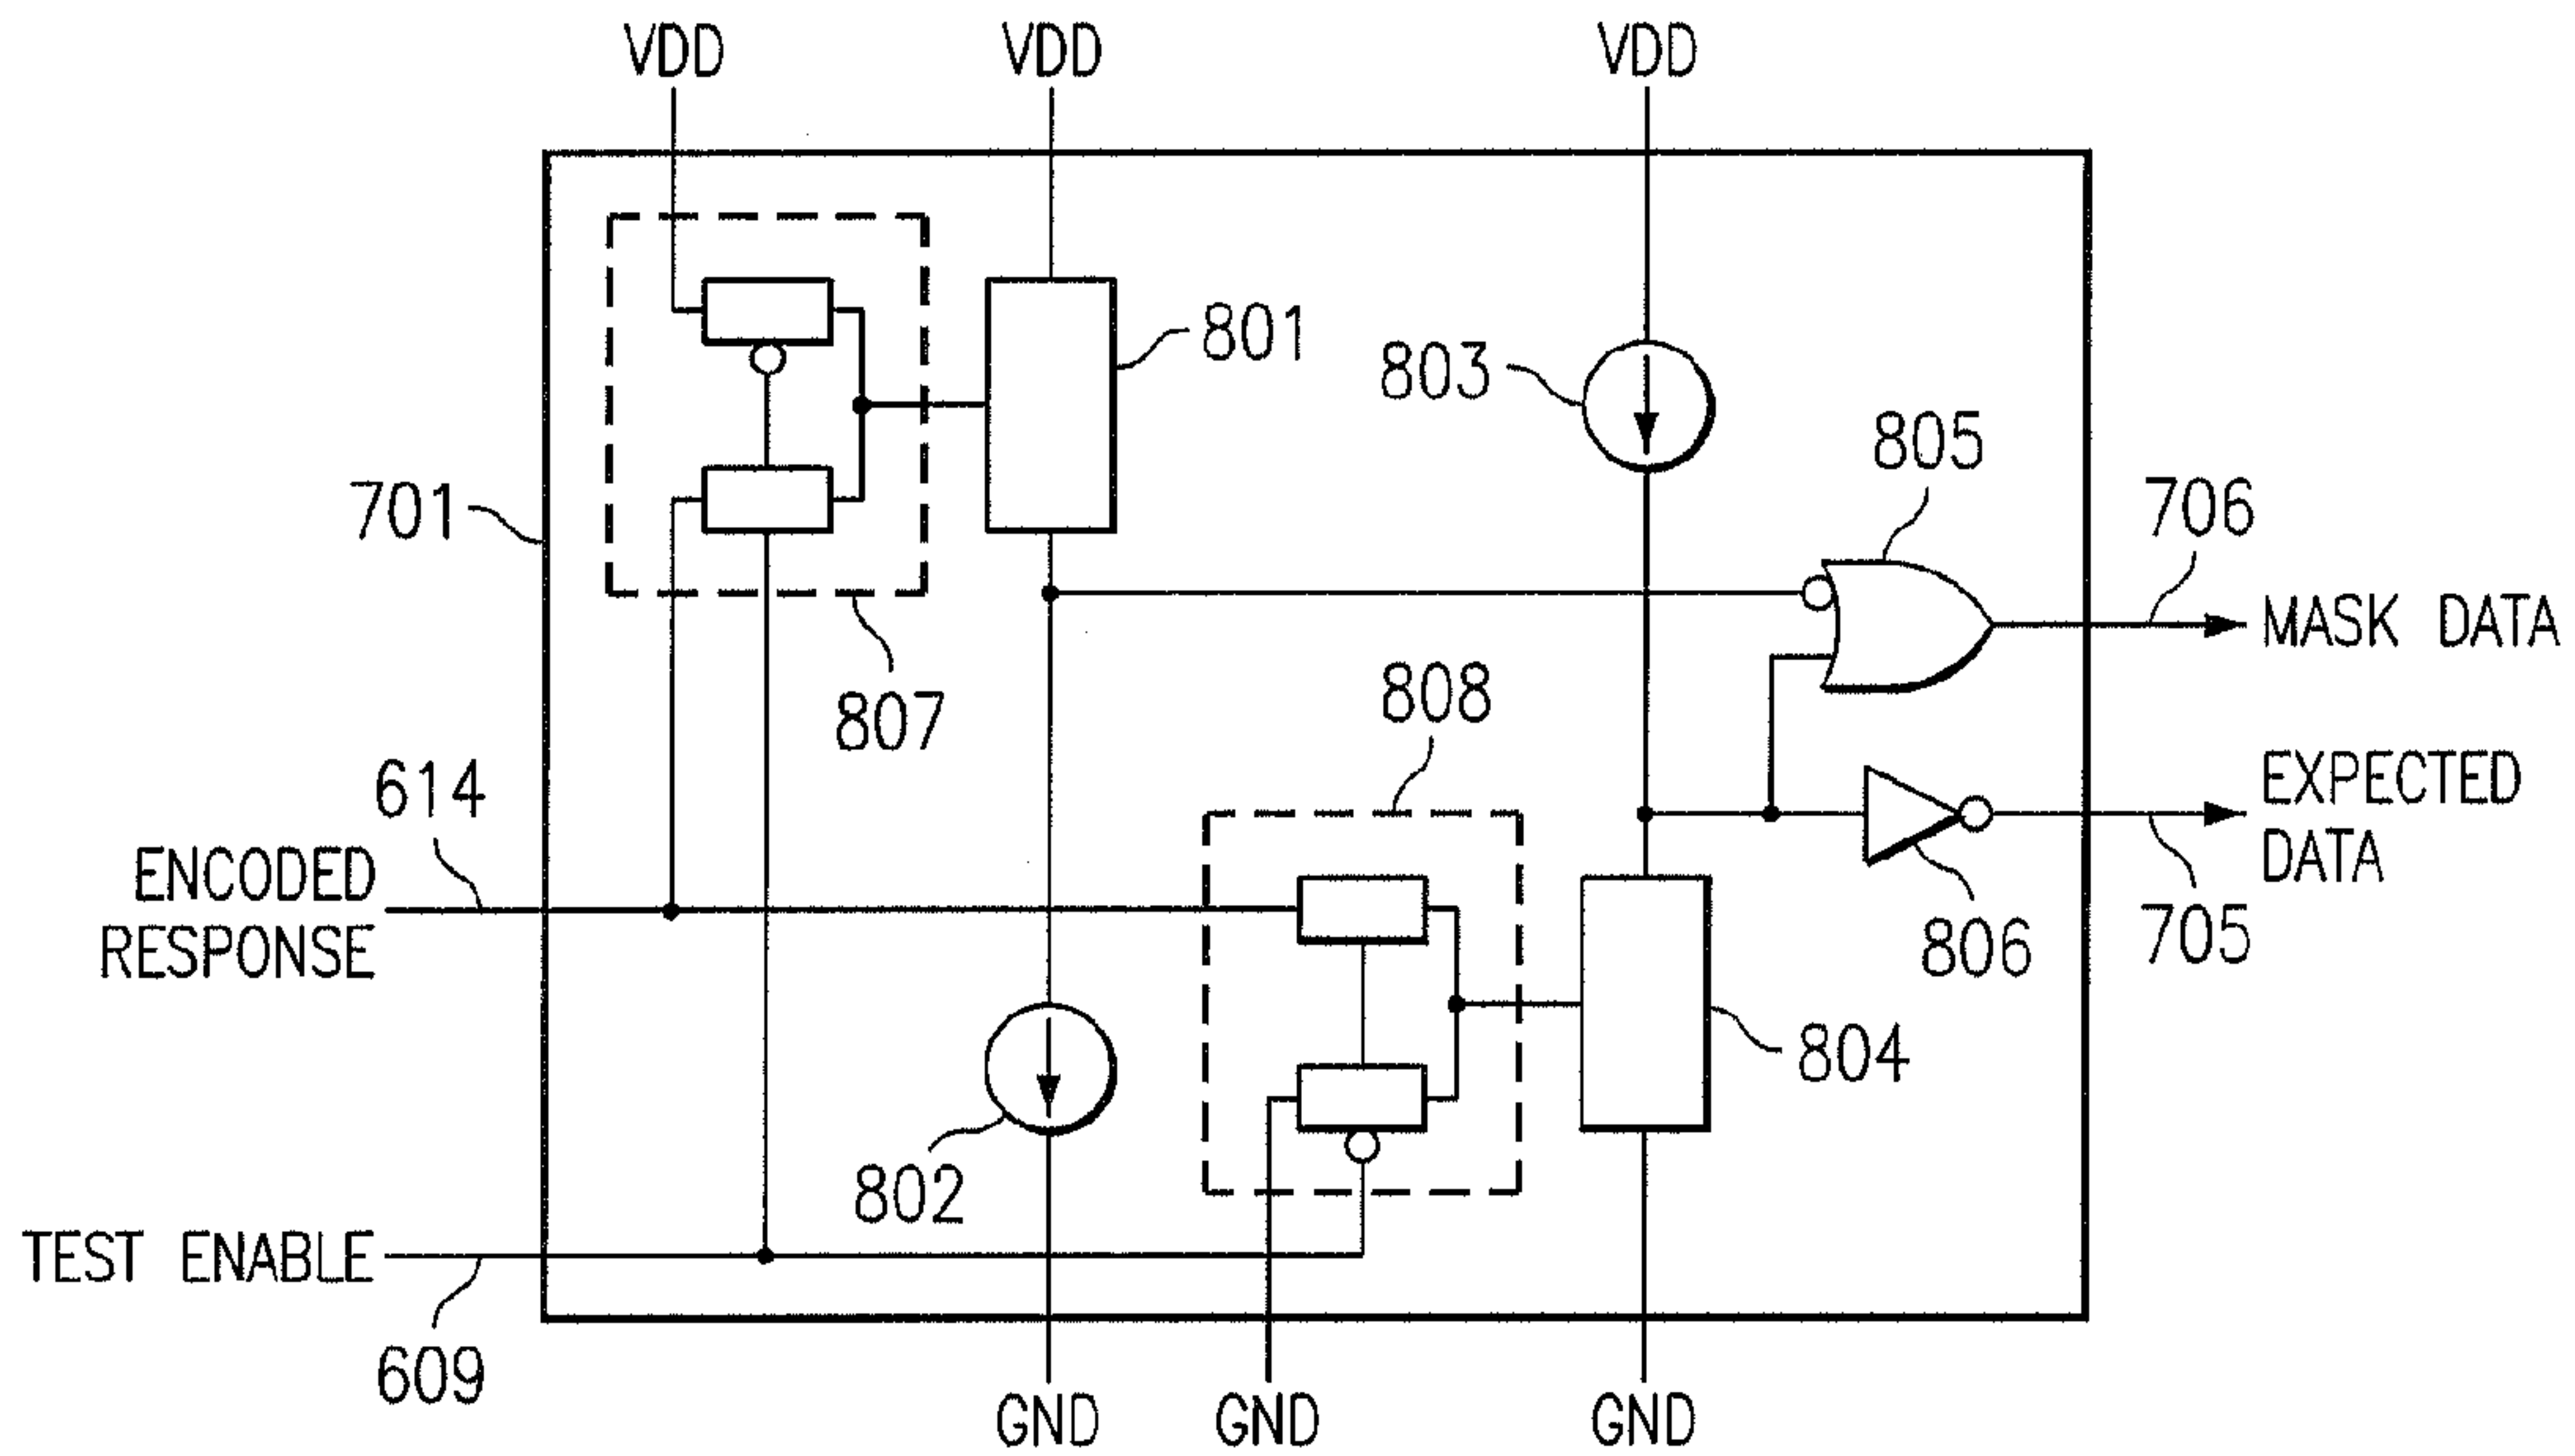 VDD
VDD
VDD
801
803
805
701
706
MASK DATA
807
808
614
ENCODED
RESPONSE
EXPECTED
DATA
705
806
804
802
TEST ENABLE
609
GND
GND
GND